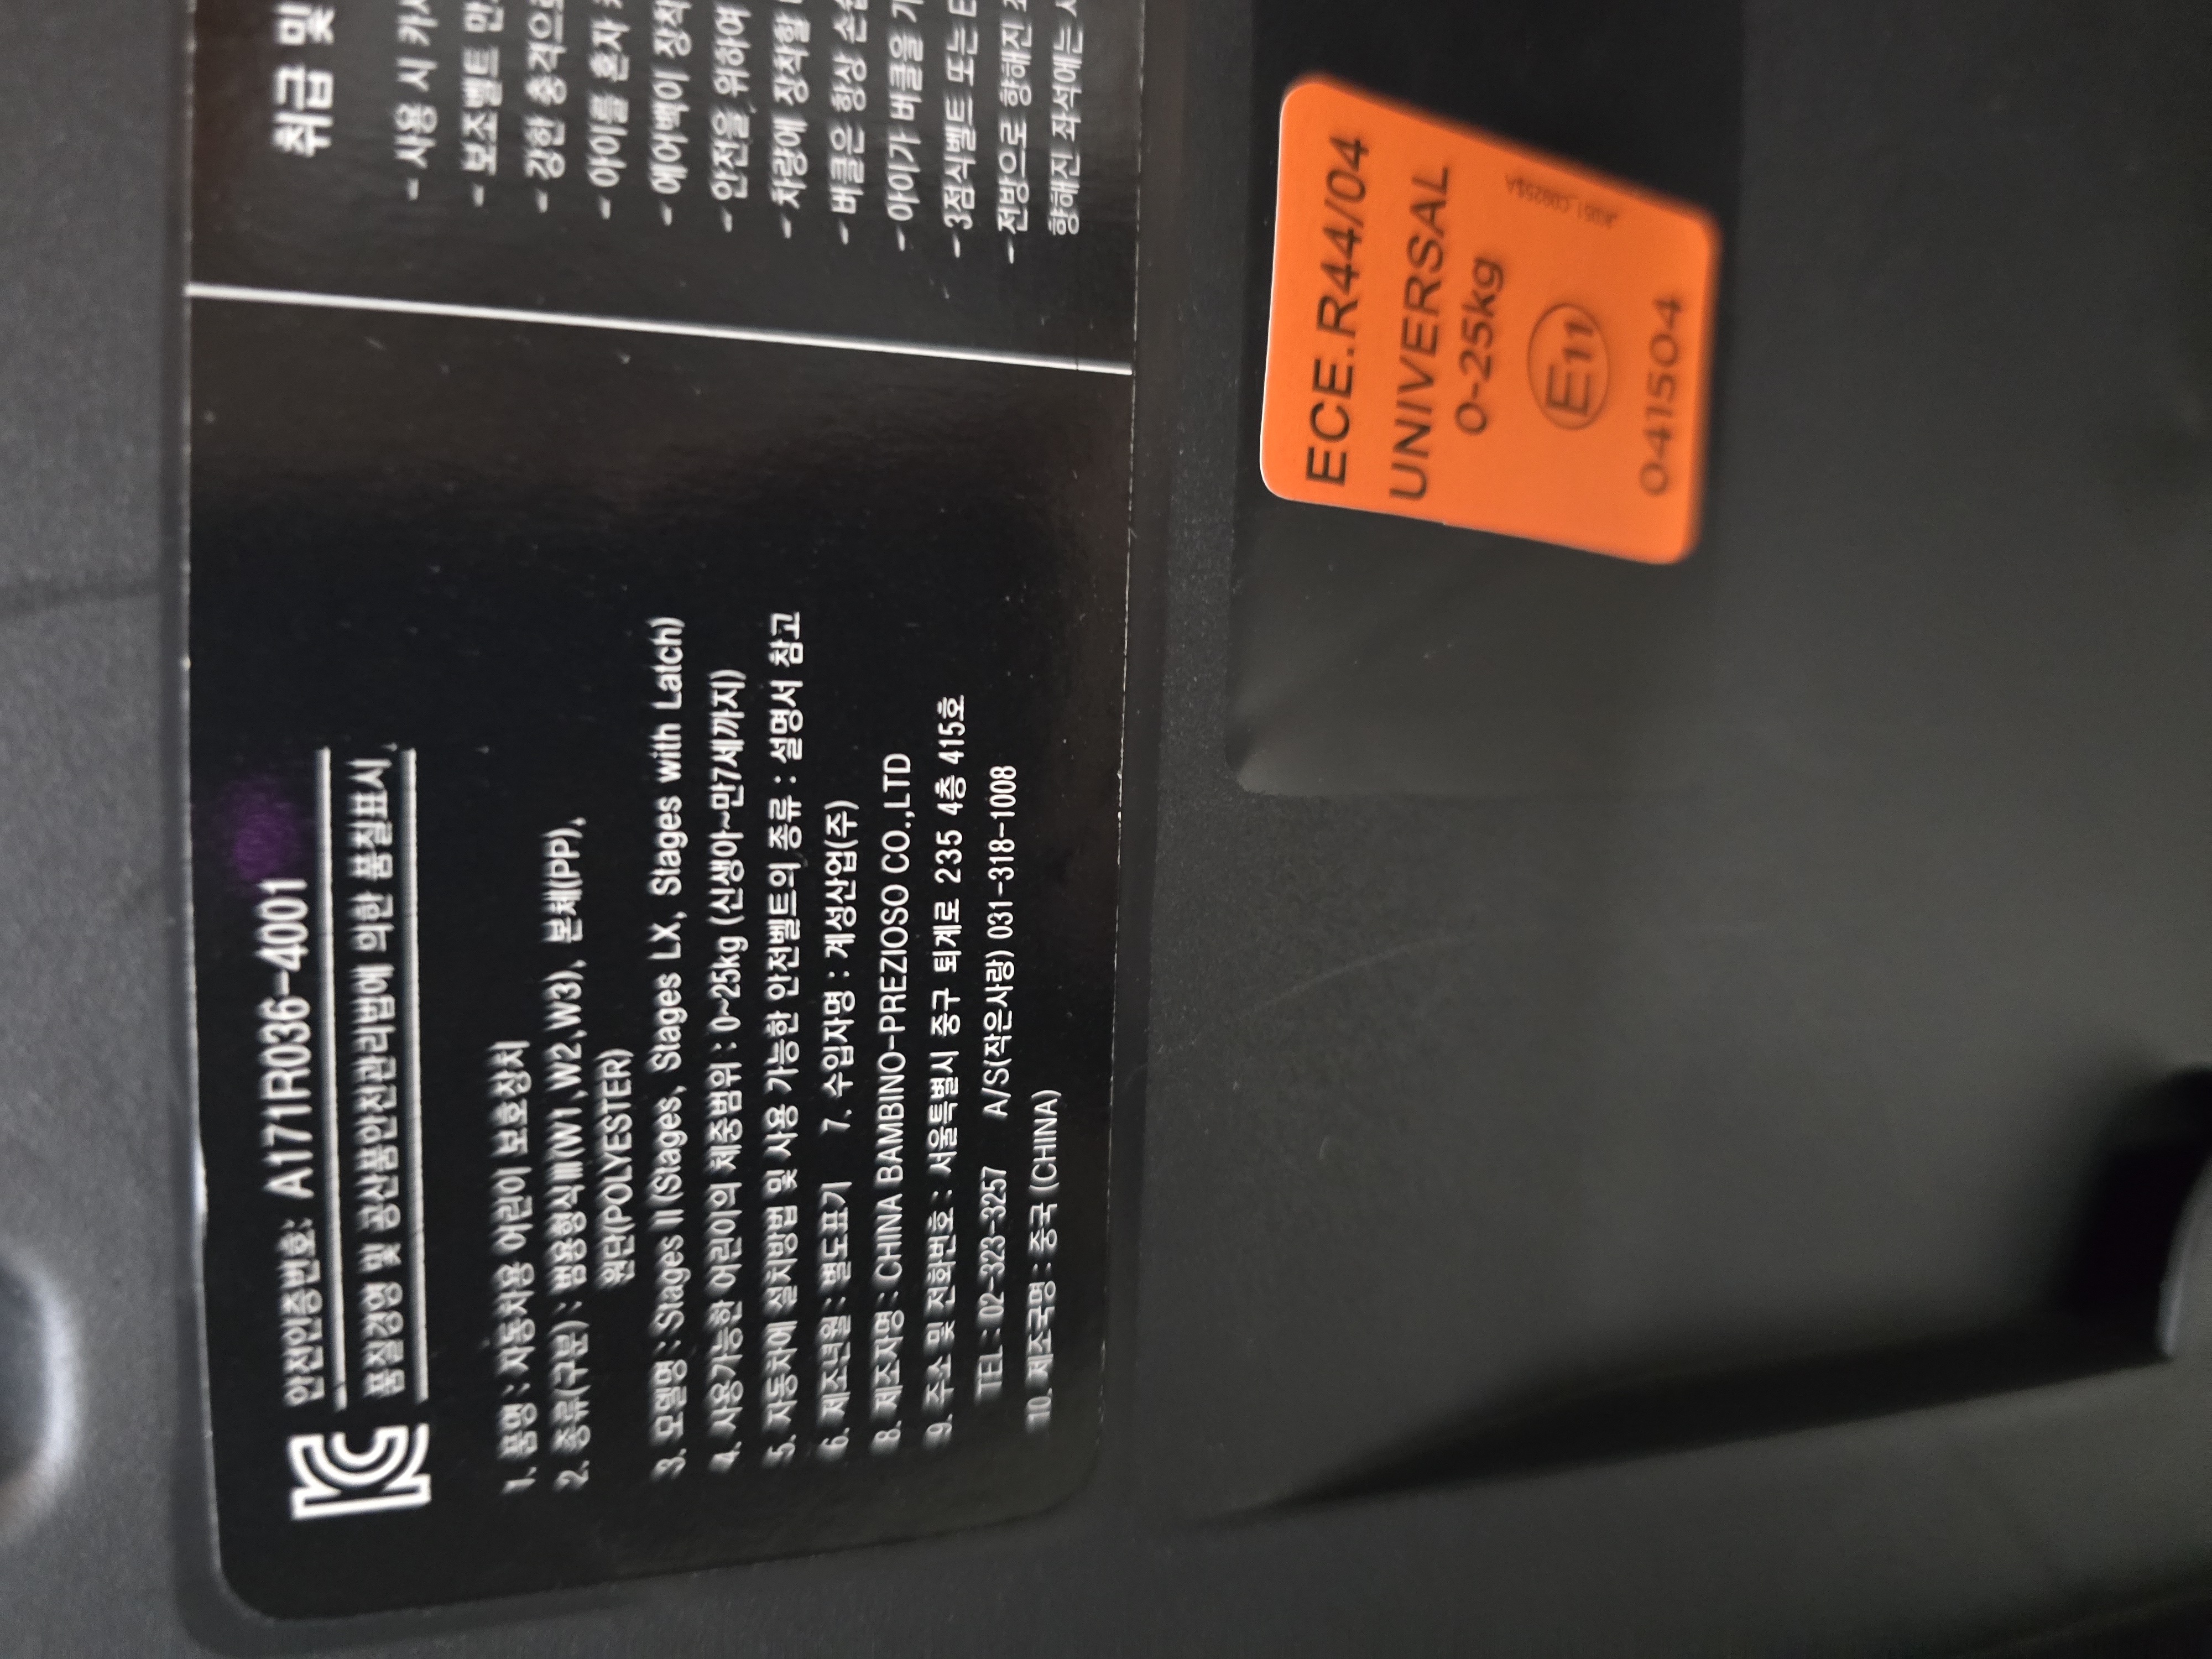 KC 안전인증번호: A171R036-4001
품질경영 및 공산품안전관리법에 의한 품질표시
1. 품명 : 자동차용 어린이 보호장치
2. 종류(구분) : 범용형식Ⅲ(W1,W2,W3), 본체(PP),
원단(POLYESTER)
3. 모델명 : Stages Ⅱ (Stages, Stages LX, Stages with Latch)
4. 사용가능한 어린이의 체중범위 : 0~25kg (신생아~만7세까지)
5. 자동차에 설치방법 및 사용 가능한 안전벨트의 종류 : 설명서 참고
6. 제조년월 : 별도표기 7. 수입자명 : 계성산업(주)
8. 제조자명 : CHINA BAMBINO-PREZIOSO CO.,LTD
9. 주소 및 전화번호 : 서울특별시 중구 퇴계로 235 4층 415호
TEL : 02-323-3257 A/S(작은사랑) 031-318-1008
10. 제조국명 : 중국 (CHINA)
취급 및
- 사용 시 카시
- 보조벨트 만
- 강한 충격으로
- 아이를 혼자
- 에어백이 장착
- 안전을 위하여
- 차량에 장착할
- 버클은 항상
- 아이가 버클을
- 3점식벨트 또는
- 전방으로 향해진
향해진 좌석에는
ECE.R44/04
UNIVERSAL
0-25kg
E11
041504